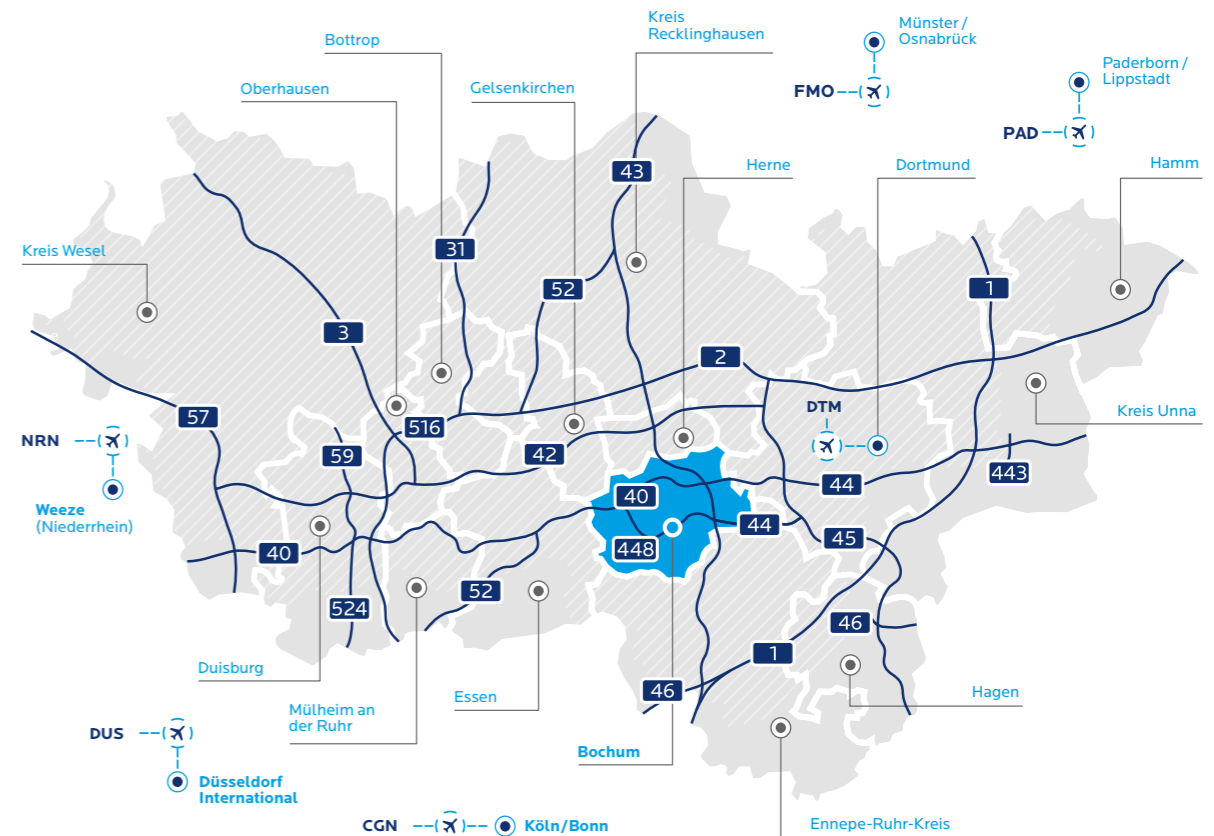 Kreis
Recklinghausen
Münster /
Osnabrück
Bottrop
Paderborn /
Lippstadt
Oberhausen
Gelsenkirchen
FMO
PAD
Herne
Dortmund
Hamm
43
Kreis Wesel
31
52
1
3
2
57
DTM
Kreis Unna
516
NRN
59
42
443
44
40
Weeze
(Niederrhein)
44
45
448
40
52
524
46
1
Duisburg
46
Essen
Hagen
Mülheim an
der Ruhr
DUS
Bochum
Düsseldorf
International
CGN
Köln/Bonn
Ennepe-Ruhr-Kreis